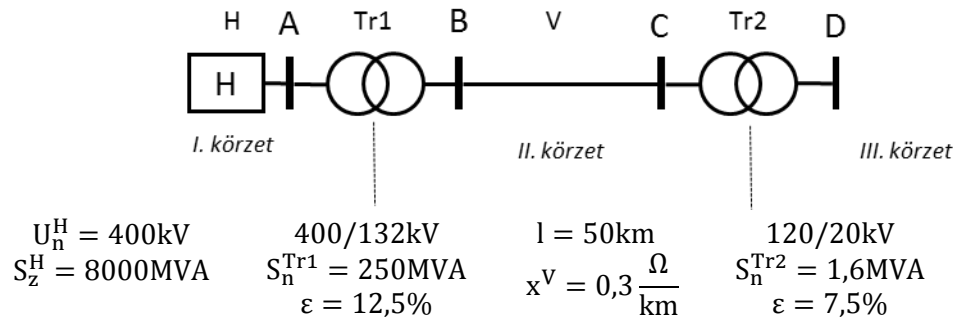 H A Tr1 B V C Tr2 D
H
I. körzet II. körzet III. körzet
U_n^H = 400kV 400/132kV l = 50km 120/20kV
S_z^H = 8000MVA S_n^Tr1 = 250MVA x^V = 0,3 Ω/km S_n^Tr2 = 1,6MVA
ε = 12,5% ε = 7,5%